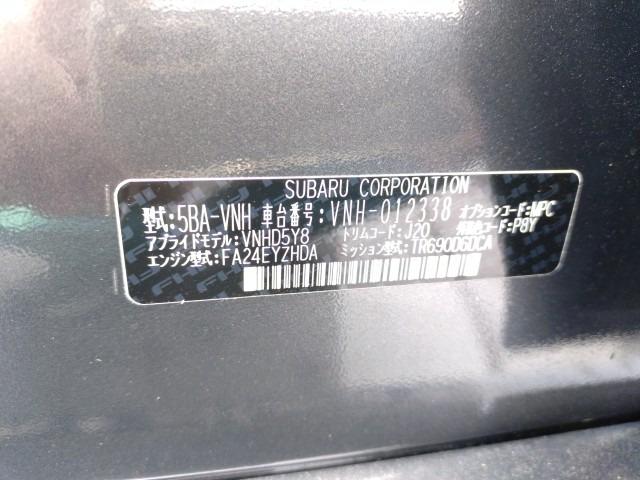 SUBARU CORPORATION
型式:5BA-VNH 車台番号:VNH-012338 オプションコード:MPC
アプライドモデル:VNHD5Y8 トリムコード:J20 外装色コード:P8Y
エンジン型式:FA24EYZHDA ミッション型式:TR690D6DCA